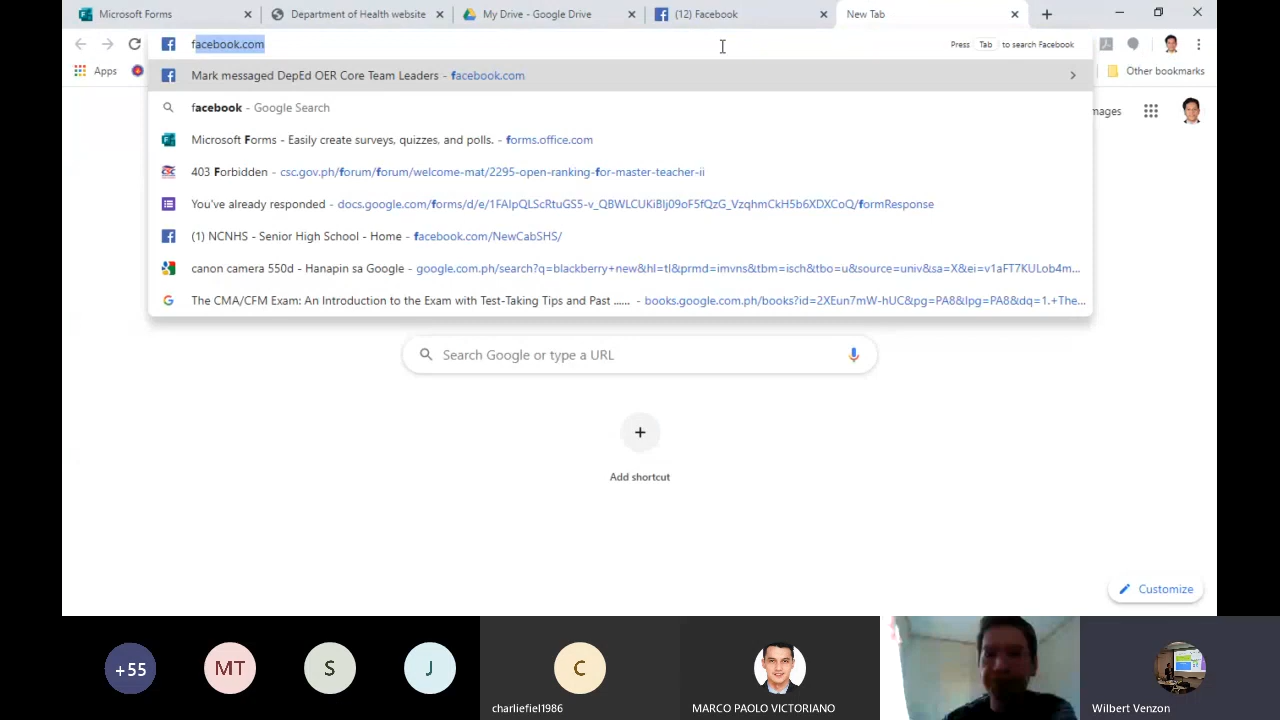 Microsoft Forms
Department of Health website
My Drive - Google Drive
(12) Facebook
New Tab
facebook.com
Press Tab to search Facebook
Apps
Mark messaged DepEd OER Core Team Leaders - facebook.com
Other bookmarks
facebook - Google Search
mages
Microsoft Forms - Easily create surveys, quizzes, and polls. - forms.office.com
403 Forbidden - csc.gov.ph/forum/forum/welcome-mat/2295-open-ranking-for-master-teacher-ii
You've already responded - docs.google.com/forms/d/e/1FAIpQLScRtuGS5-v_QBWLCUKiBIj09oF5fQzG_VzqhmCkH5b6XDXCoQ/formResponse
(1) NCNHS - Senior High School - Home - facebook.com/NewCabSHS/
canon camera 550d - Hanapin sa Google - google.com.ph/search?q=blackberry+new&hl=tl&prmd=imvns&tbm=isch&tbo=u&source=univ&sa=X&ei=v1aFT7KULob4m...
The CMA/CFM Exam: An Introduction to the Exam with Test-Taking Tips and Past ...... - books.google.com.ph/books?id=2XEun7mW-hUC&pg=PA8&lpg=PA8&dq=1.+The...
Search Google or type a URL
Add shortcut
Customize
+55
MT
S
J
C
charliefiel1986
MARCO PAOLO VICTORIANO
Wilbert Venzon